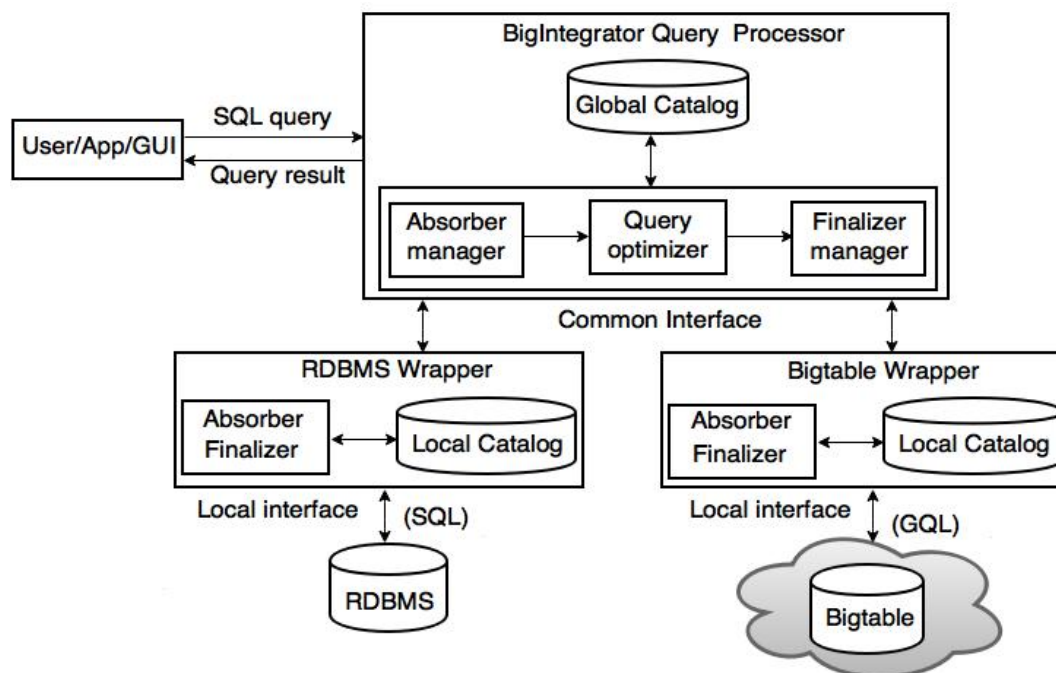 BigIntegrator Query Processor
Global Catalog
SQL query
User/App/GUI
Query result
Absorber
manager
Query
optimizer
Finalizer
manager
Common Interface
RDBMS Wrapper
Absorber
Finalizer
Local Catalog
Bigtable Wrapper
Absorber
Finalizer
Local Catalog
Local interface
(SQL)
RDBMS
Local interface
(GQL)
Bigtable